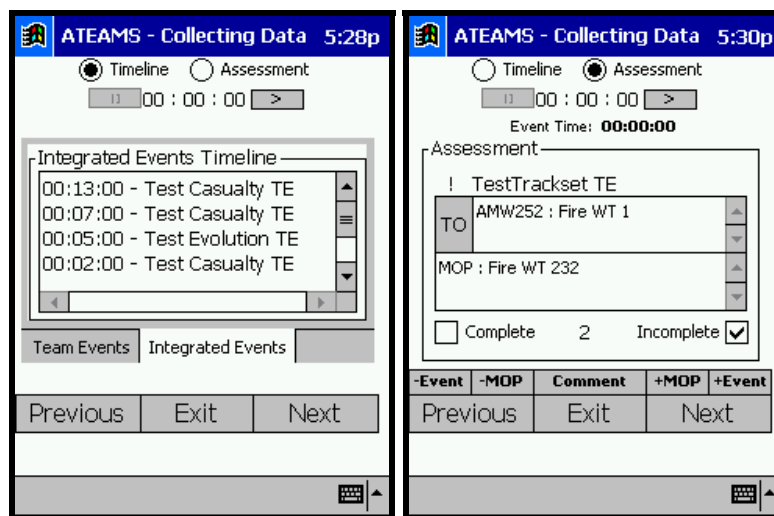 ATEAMS - Collecting Data 5:28p
Timeline Assessment
00 : 00 : 00 >
Integrated Events Timeline
00:13:00 - Test Casualty TE
00:07:00 - Test Casualty TE
00:05:00 - Test Evolution TE
00:02:00 - Test Casualty TE
Team Events Integrated Events
Previous Exit Next
ATEAMS - Collecting Data 5:30p
Timeline Assessment
00 : 00 : 00 >
Event Time: 00:00:00
Assessment
! TestTrackset TE
TO AMW252 : Fire WT 1
MOP : Fire WT 232
Complete 2 Incomplete
-Event -MOP Comment +MOP +Event
Previous Exit Next